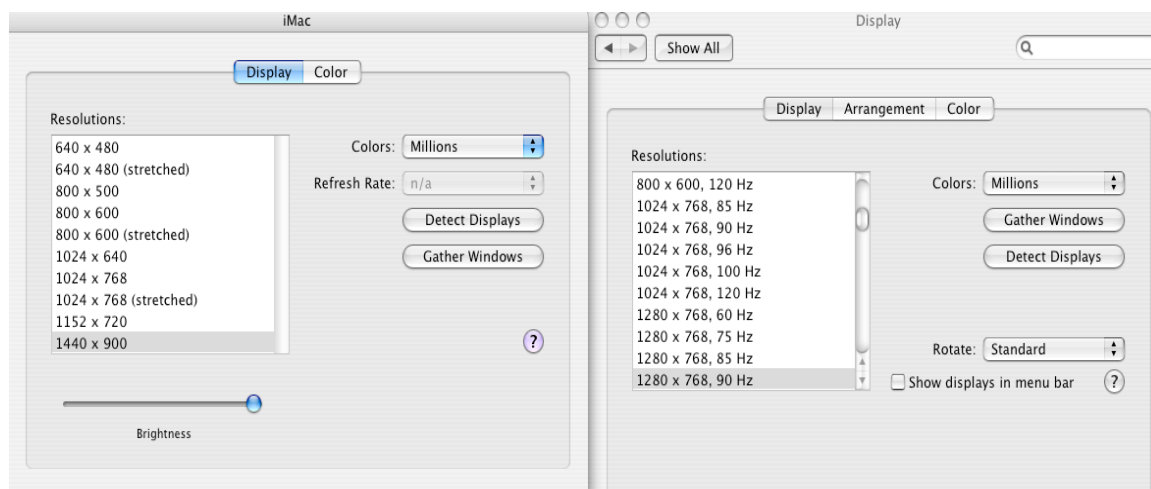 iMac
Display Color
Resolutions:
640 x 480
640 x 480 (stretched)
800 x 500
800 x 600
800 x 600 (stretched)
1024 x 640
1024 x 768
1024 x 768 (stretched)
1152 x 720
1440 x 900
Colors: Millions
Refresh Rate: n/a
Detect Displays
Gather Windows
?
Brightness
Display
Show All
Display Arrangement Color
Resolutions:
800 x 600, 120 Hz
1024 x 768, 85 Hz
1024 x 768, 90 Hz
1024 x 768, 96 Hz
1024 x 768, 100 Hz
1024 x 768, 120 Hz
1280 x 768, 60 Hz
1280 x 768, 75 Hz
1280 x 768, 85 Hz
1280 x 768, 90 Hz
Colors: Millions
Gather Windows
Detect Displays
Rotate: Standard
Show displays in menu bar ?